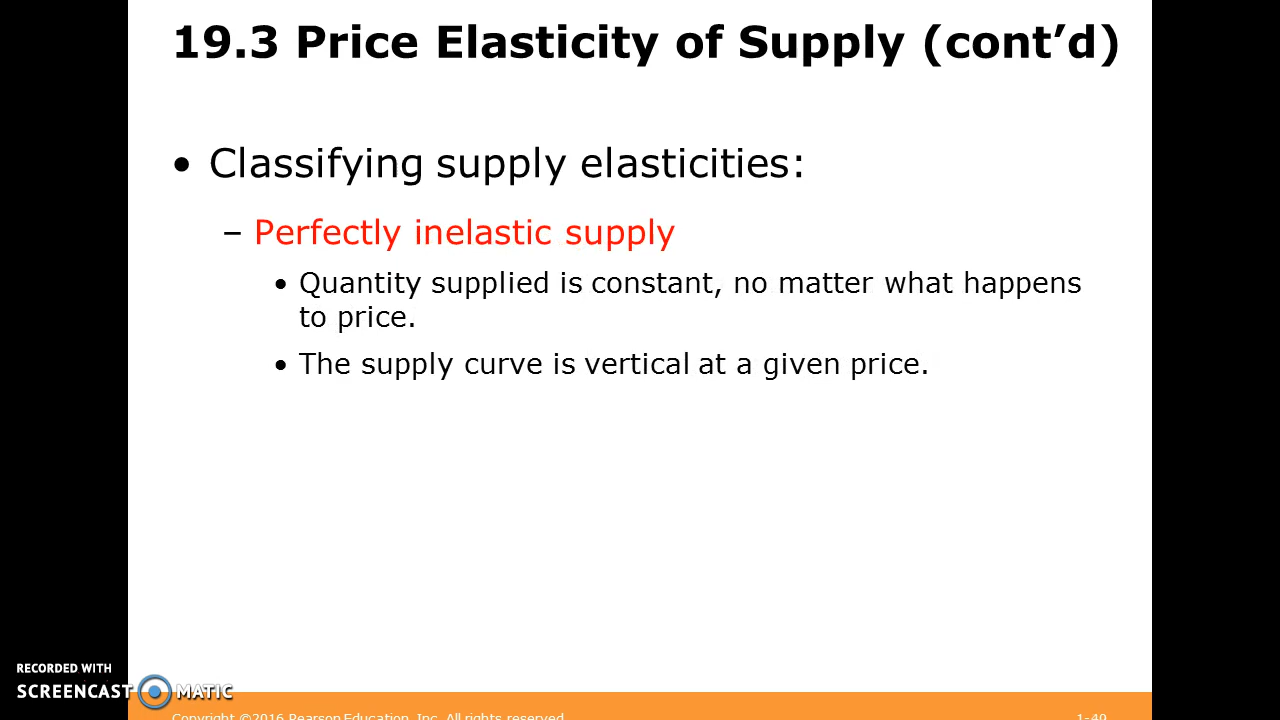 19.3 Price Elasticity of Supply (cont’d)
• Classifying supply elasticities:
– Perfectly inelastic supply
• Quantity supplied is constant, no matter what happens
to price.
• The supply curve is vertical at a given price.
RECORDED WITH
SCREENCAST MATIC
Copyright ©2016 Pearson Education, Inc. All rights reserved.
1-49